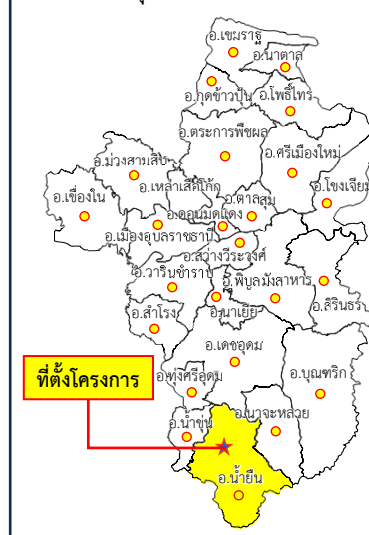 อ.เขมราฐ
อ.นาตาล
อ.กุดข้าวปุ้น
อ.โพธิ์ไทร
อ.ตระการพืชผล
อ.ศรีเมืองใหม่
อ.ม่วงสามสิบ
อ.เหล่าเสือโก้ก
อ.โขงเจียม
อ.เขื่องใน
อ.ตาลสุม
อ.ดอนมดแดง
อ.เมืองอุบลราชธานี
อ.สว่างวีระวงศ์
อ.วารินชำราบ
อ.พิบูลมังสาหาร
อ.สิรินธร
อ.นาเยีย
อ.สำโรง
อ.เดชอุดม
อ.บุณฑริก
ที่ตั้งโครงการ
อ.ทุ่งศรีอุดม
อ.นาจะหลวย
อ.น้ำขุ่น
อ.น้ำยืน